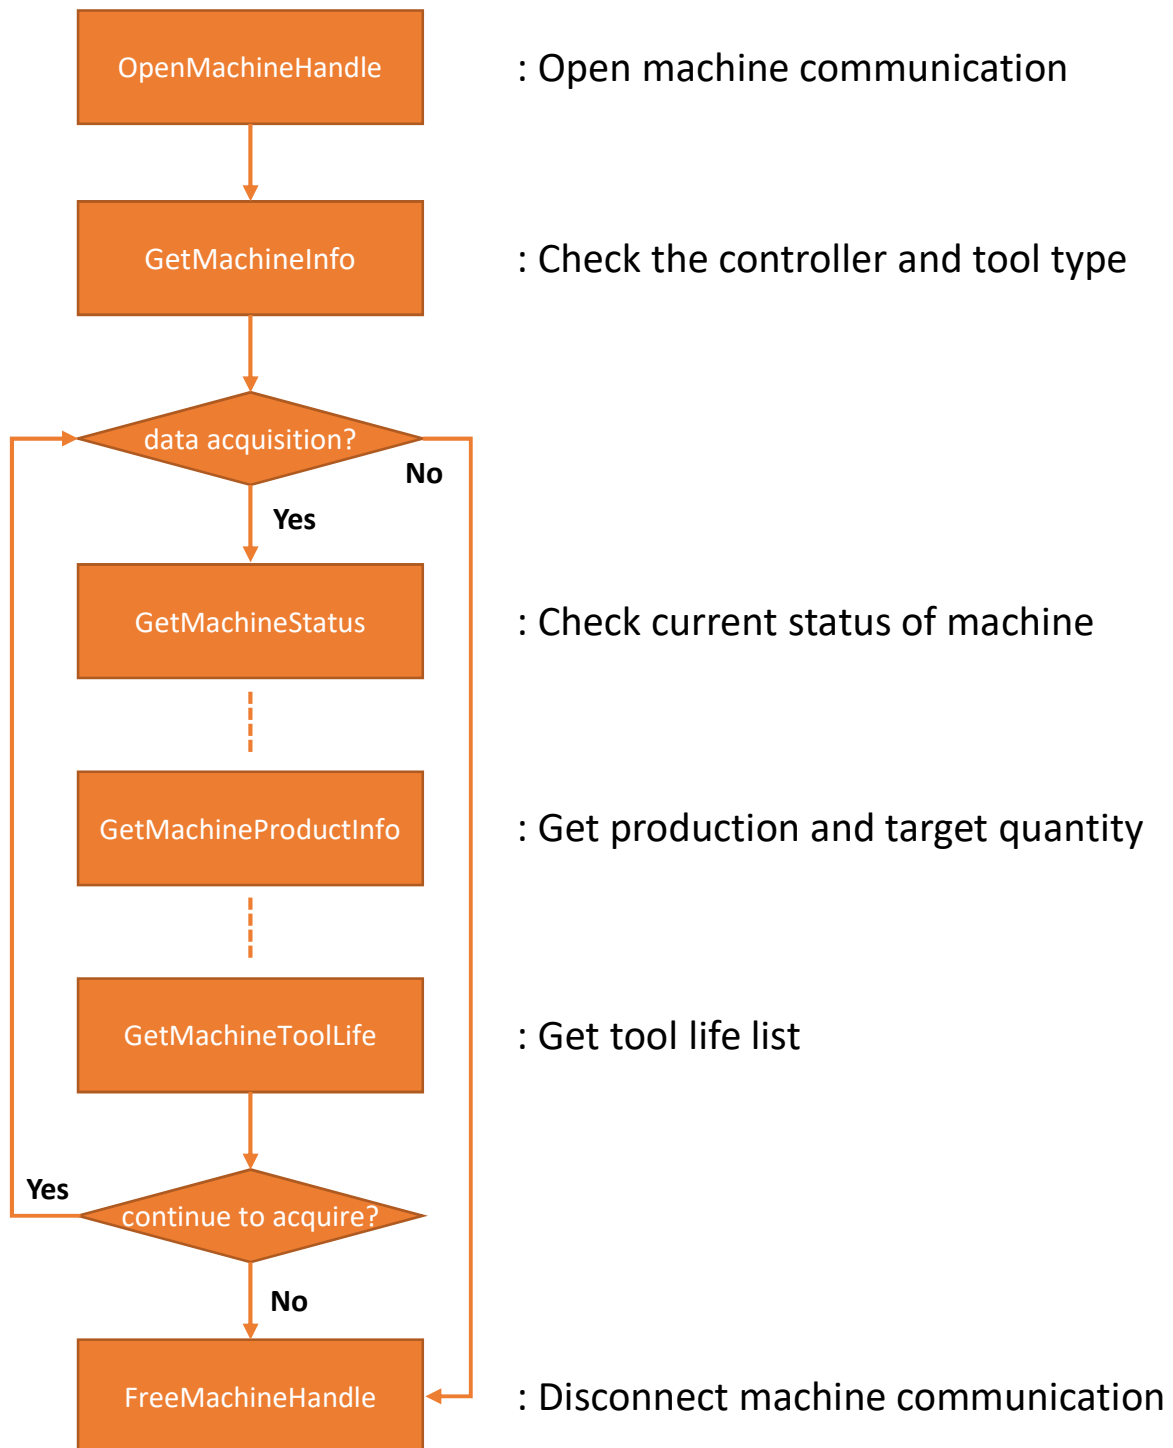 OpenMachineHandle
: Open machine communication
GetMachineInfo
: Check the controller and tool type
data acquisition?
No
Yes
GetMachineStatus
: Check current status of machine
GetMachineProductInfo
: Get production and target quantity
GetMachineToolLife
: Get tool life list
Yes
continue to acquire?
No
FreeMachineHandle
: Disconnect machine communication